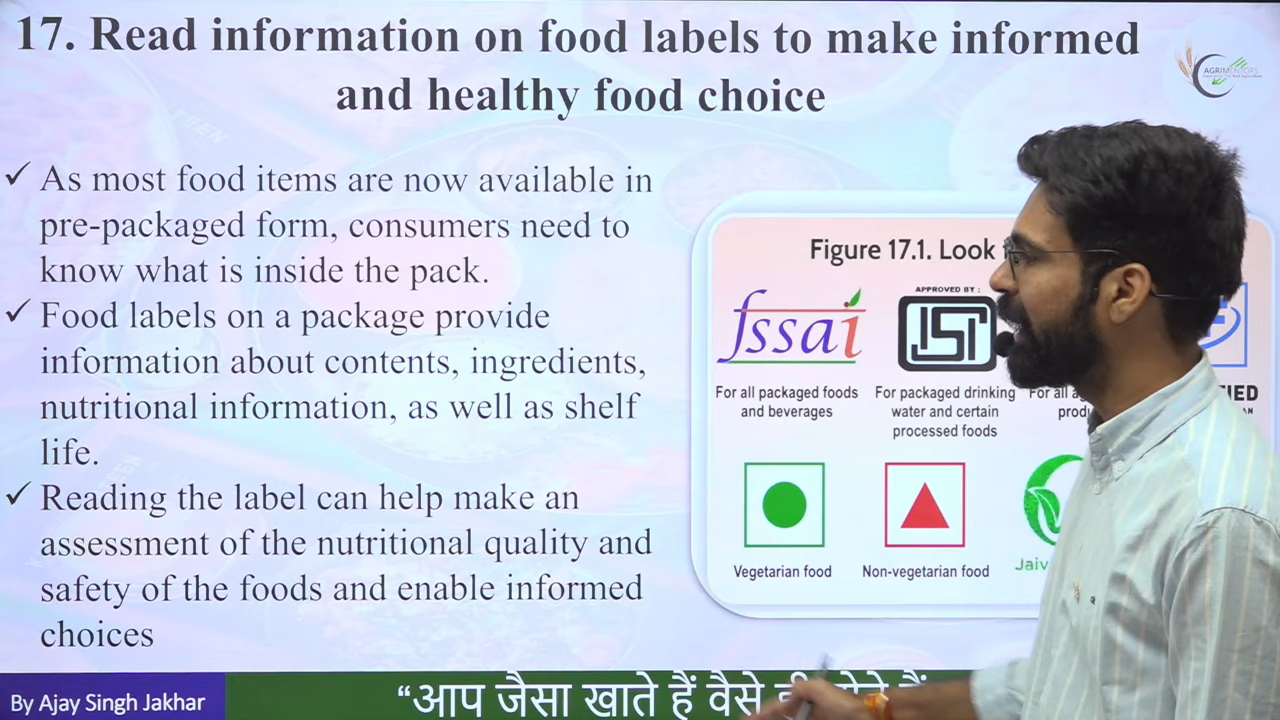 17. Read information on food labels to make informed
and healthy food choice
AGRIMENTORS
✓ As most food items are now available in
pre-packaged form, consumers need to
know what is inside the pack.
✓ Food labels on a package provide
information about contents, ingredients,
nutritional information, as well as shelf
life.
✓ Reading the label can help make an
assessment of the nutritional quality and
safety of the foods and enable informed
choices
Figure 17.1. Look
fssai
APPROVED BY :
ISI
For all packaged foods
and beverages
For packaged drinking
water and certain
processed foods
For all
Vegetarian food
Non-vegetarian food
By Ajay Singh Jakhar
“आप जैसा खाते हैं वैसे